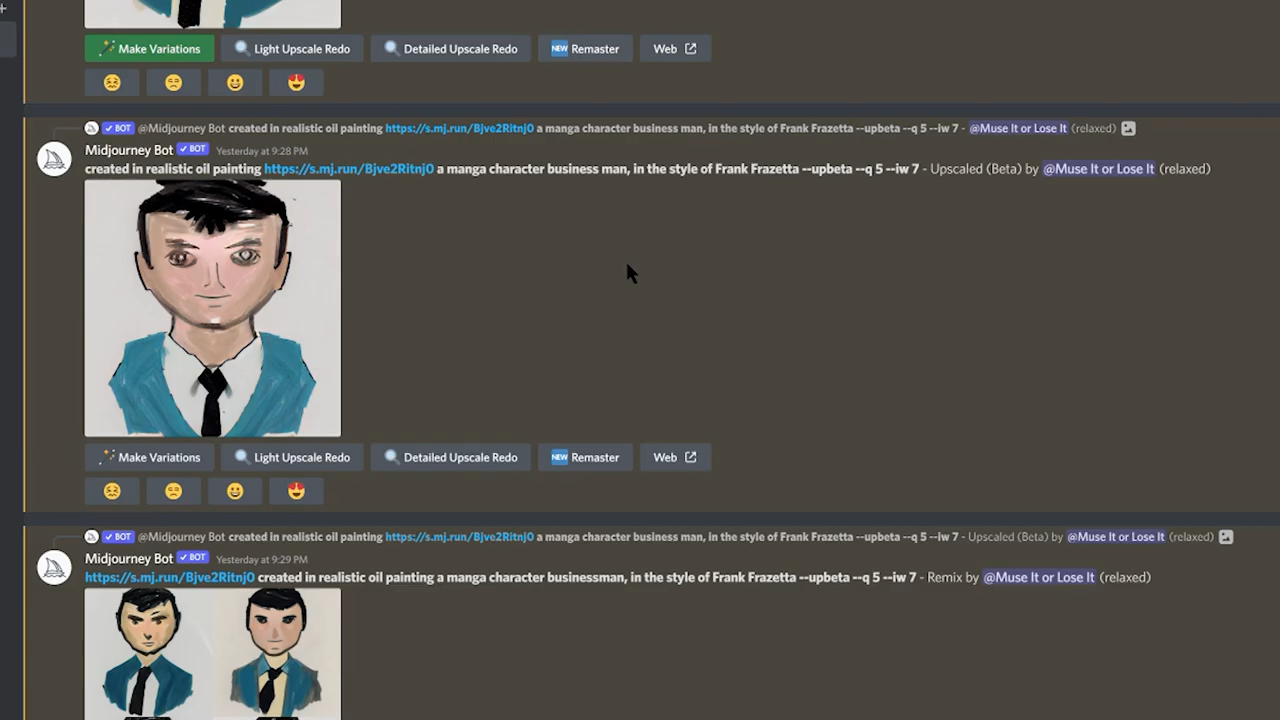 Make Variations Light Upscale Redo Detailed Upscale Redo NEW Remaster Web
BOT @Midjourney Bot created in realistic oil painting https://s.mj.run/Bjve2Ritnj0 a manga character business man, in the style of Frank Frazetta --upbeta --q 5 --iw 7 - @Muse It or Lose It (relaxed)
Midjourney Bot BOT Yesterday at 9:28 PM
created in realistic oil painting https://s.mj.run/Bjve2Ritnj0 a manga character business man, in the style of Frank Frazetta --upbeta --q 5 --iw 7 - Upscaled (Beta) by @Muse It or Lose It (relaxed)
Make Variations Light Upscale Redo Detailed Upscale Redo NEW Remaster Web
BOT @Midjourney Bot created in realistic oil painting https://s.mj.run/Bjve2Ritnj0 a manga character business man, in the style of Frank Frazetta --upbeta --q 5 --iw 7 - Upscaled (Beta) by @Muse It or Lose It (relaxed)
Midjourney Bot BOT Yesterday at 9:29 PM
https://s.mj.run/Bjve2Ritnj0 created in realistic oil painting a manga character businessman, in the style of Frank Frazetta --upbeta --q 5 --iw 7 - Remix by @Muse It or Lose It (relaxed)